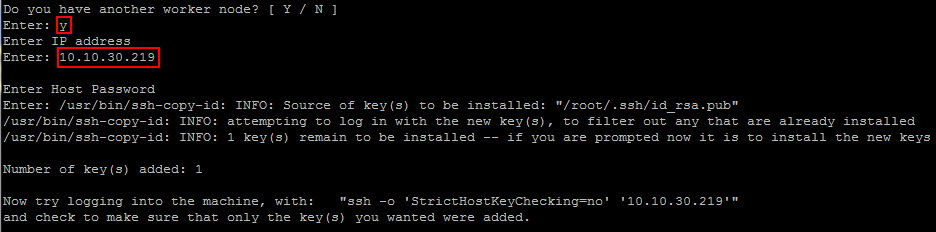 Do you have another worker node? [ Y / N ]
Enter: y
Enter IP address
Enter: 10.10.30.219
Enter Host Password
Enter: /usr/bin/ssh-copy-id: INFO: Source of key(s) to be installed: "/root/.ssh/id_rsa.pub"
/usr/bin/ssh-copy-id: INFO: attempting to log in with the new key(s), to filter out any that are already installed
/usr/bin/ssh-copy-id: INFO: 1 key(s) remain to be installed -- if you are prompted now it is to install the new keys
Number of key(s) added: 1
Now try logging into the machine, with:   "ssh -o 'StrictHostKeyChecking=no' '10.10.30.219'"
and check to make sure that only the key(s) you wanted were added.